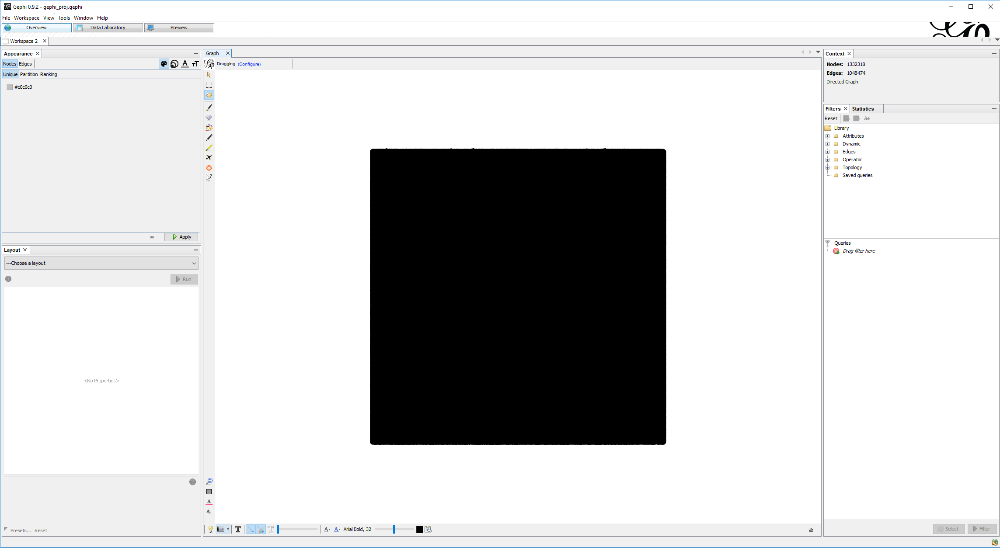 Gephi 0.9.2 - gephi_proj.gephi
File Workspace View Tools Window Help
Overview Data Laboratory Preview
Workspace 2
Appearance
Nodes Edges
Unique Partition Ranking
#c0c0c0
Apply
Layout
---Choose a layout
Run
<No Properties>
Presets... Reset
Graph
Dragging (Configure)
Arial Bold, 32
Context
Nodes: 1332318
Edges: 1048474
Directed Graph
Filters Statistics
Reset
Library
Attributes
Dynamic
Edges
Operator
Topology
Saved queries
Queries
Drag filter here
Select Filter